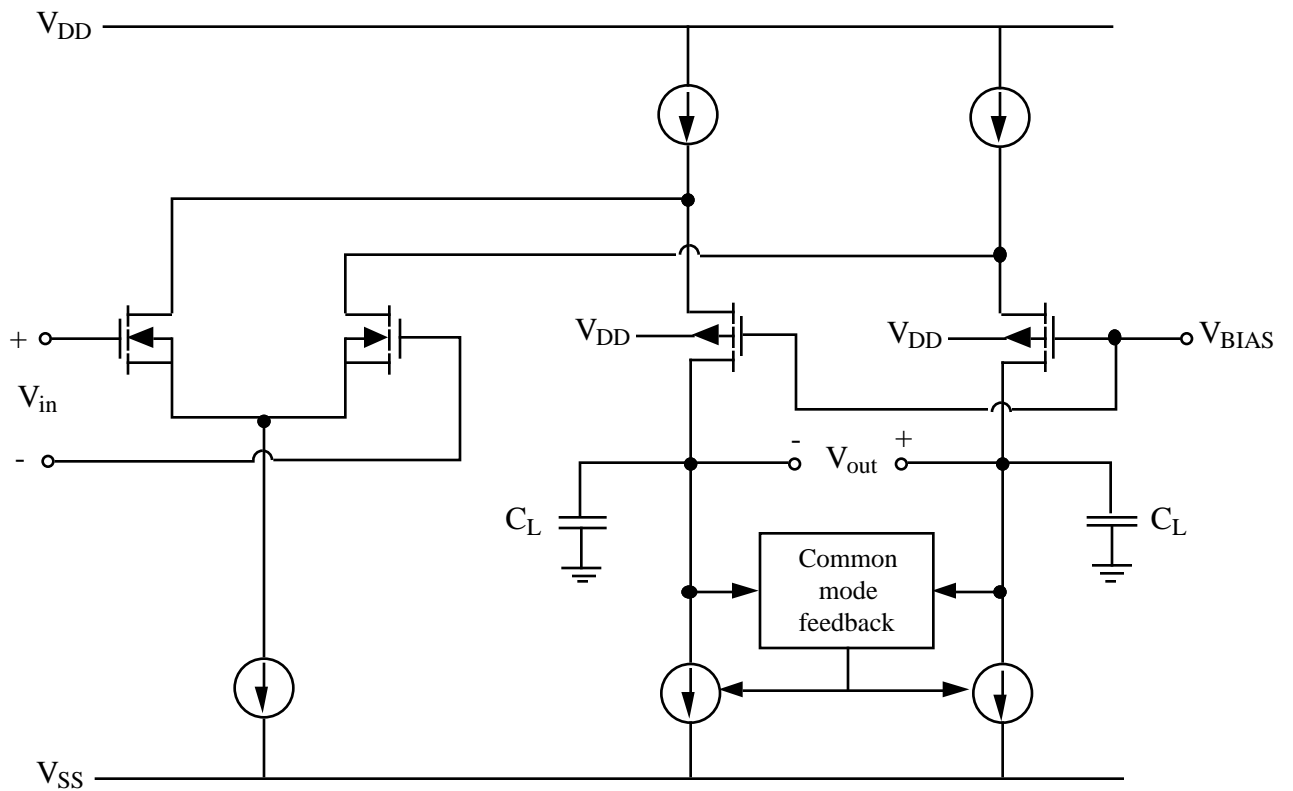 VDD
VDD
VDD
VBIAS
+
Vin
-
-
Vout
+
CL
CL
Common
mode
feedback
VSS